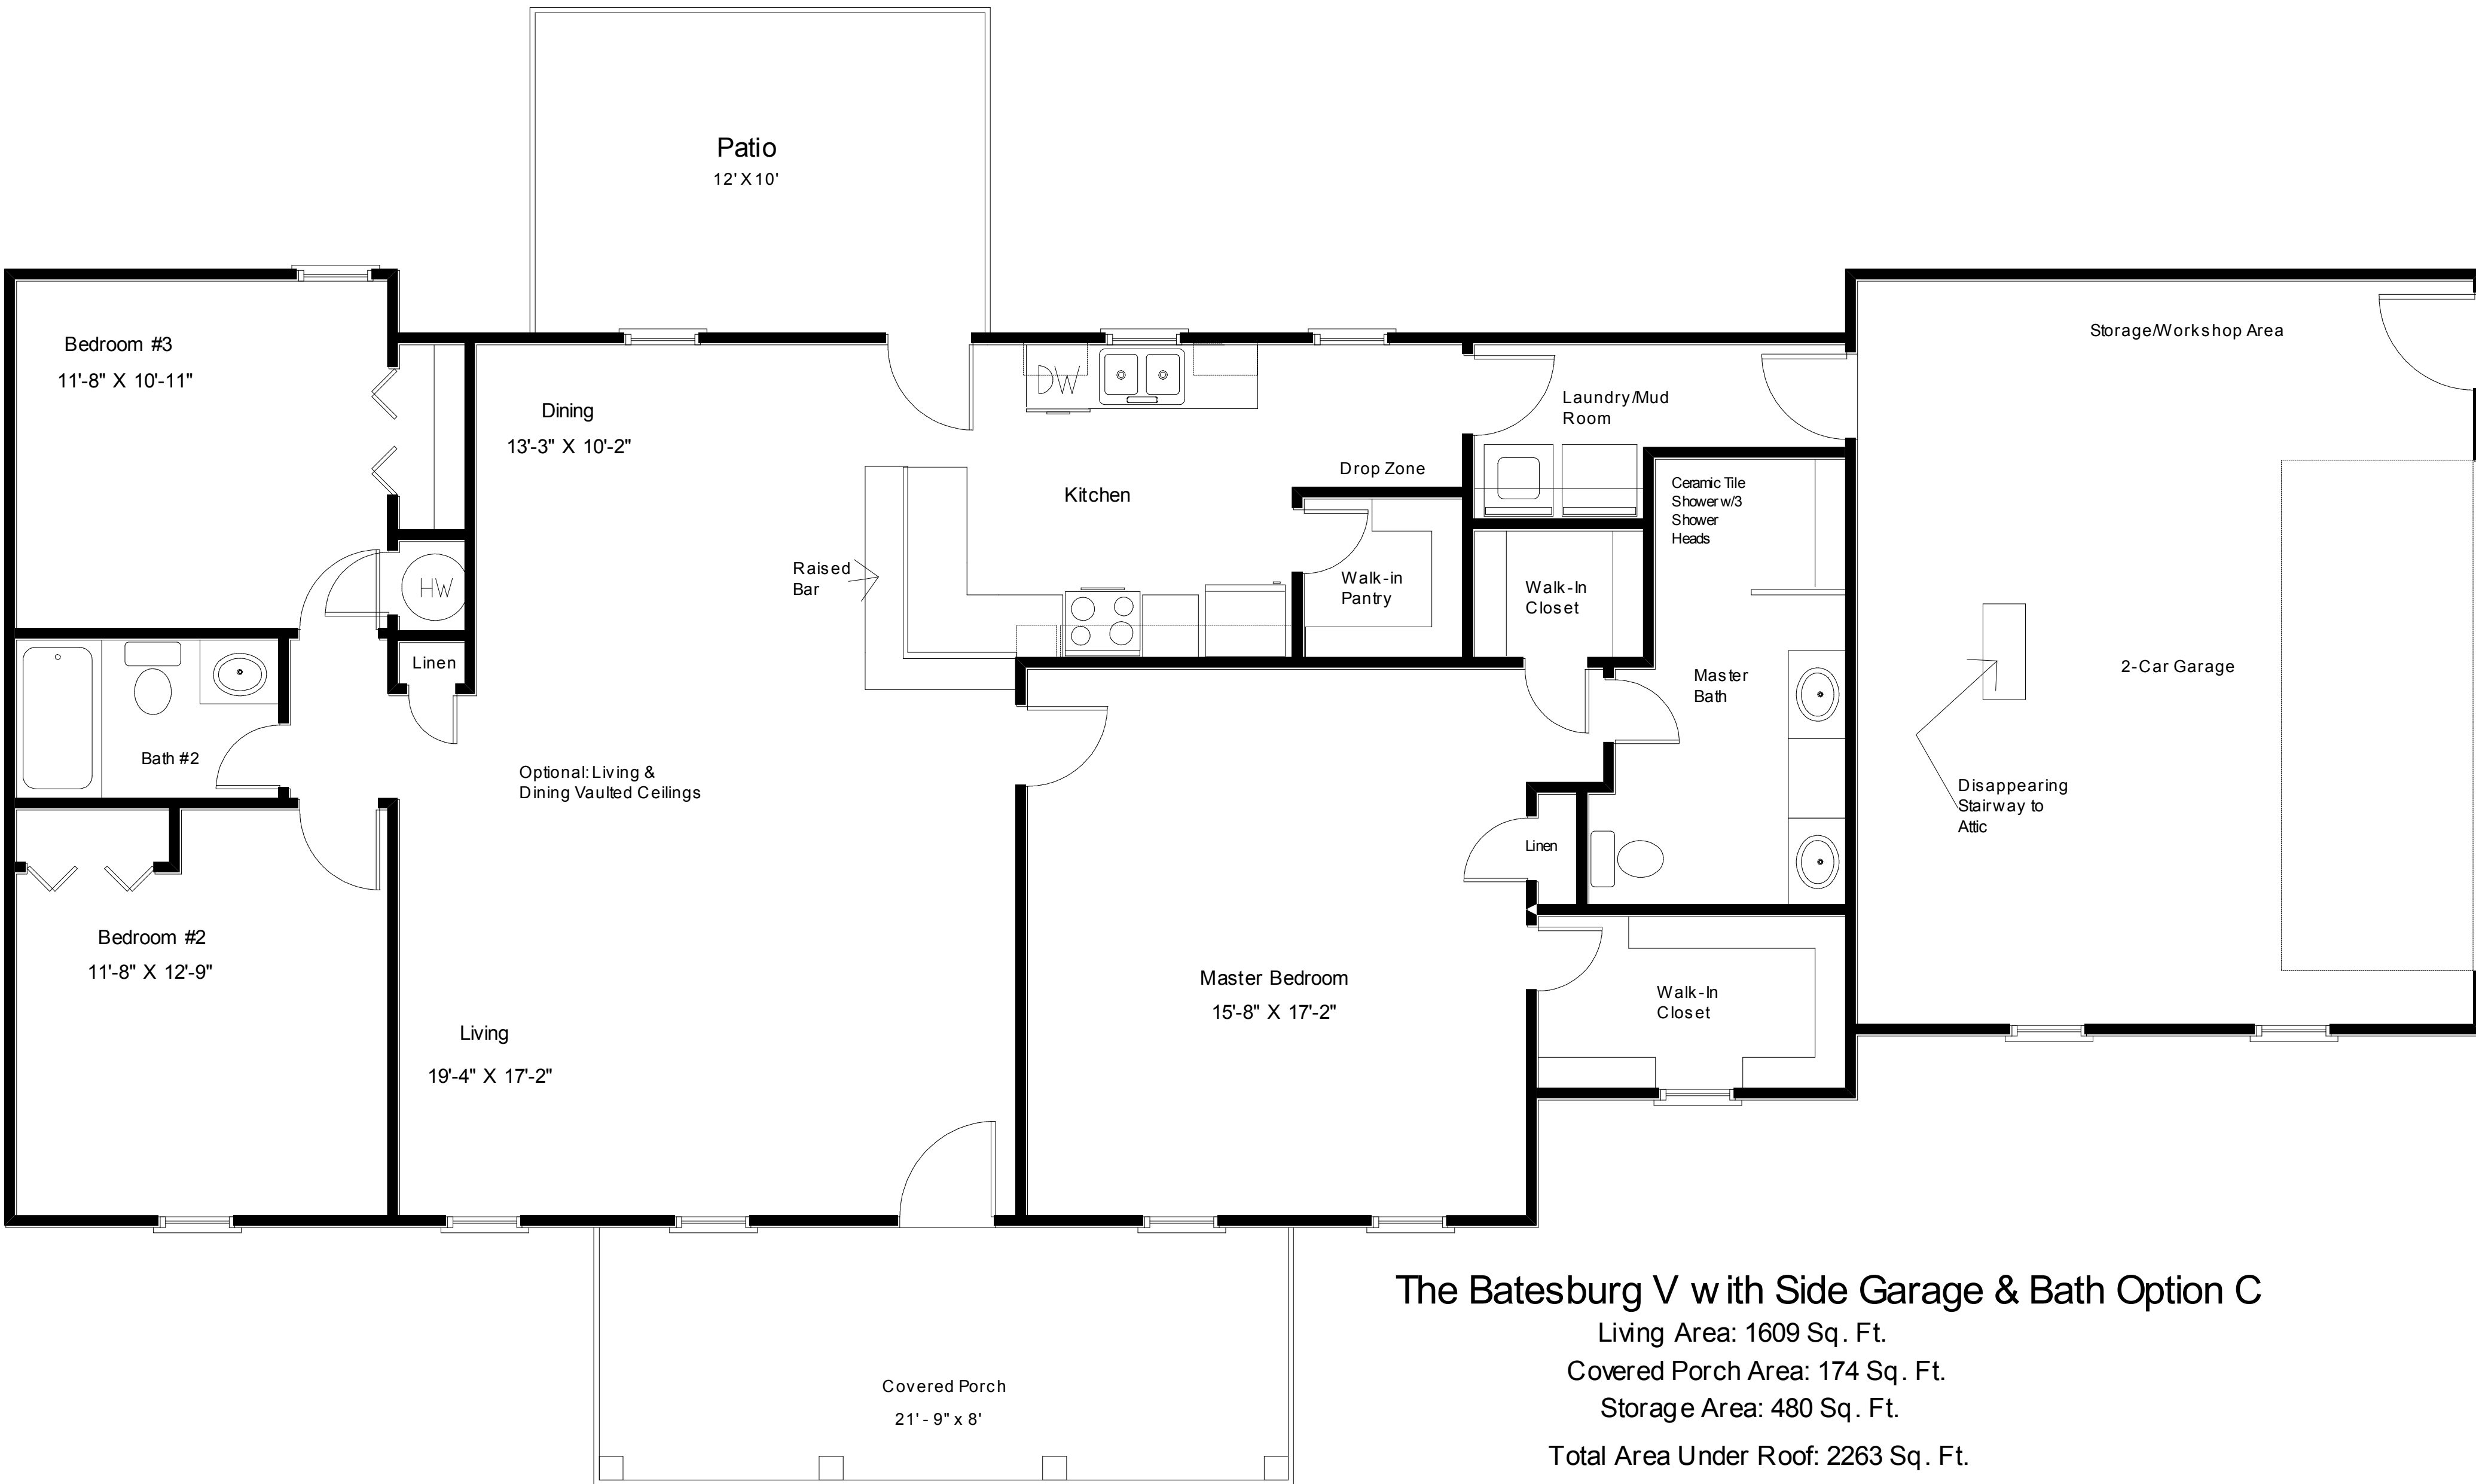 Patio
12' X 10'
Bedroom #3
11'-8" X 10'-11"
Storage/Workshop Area
DW
Laundry/Mud
Room
Dining
13'-3" X 10'-2"
Drop Zone
Kitchen
Ceramic Tile
Shower w/3
Shower
Heads
Raised
Bar
Walk-in
Pantry
Walk-In
Closet
HW
Linen
Master
Bath
2-Car Garage
Bath #2
Optional: Living &
Dining Vaulted Ceilings
Disappearing
Stairway to
Attic
Linen
Bedroom #2
11'-8" X 12'-9"
Master Bedroom
15'-8" X 17'-2"
Walk-In
Closet
Living
19'-4" X 17'-2"
The Batesburg V with Side Garage & Bath Option C
Living Area: 1609 Sq. Ft.
Covered Porch Area: 174 Sq. Ft.
Storage Area: 480 Sq. Ft.
Total Area Under Roof: 2263 Sq. Ft.
Covered Porch
21' - 9" x 8'